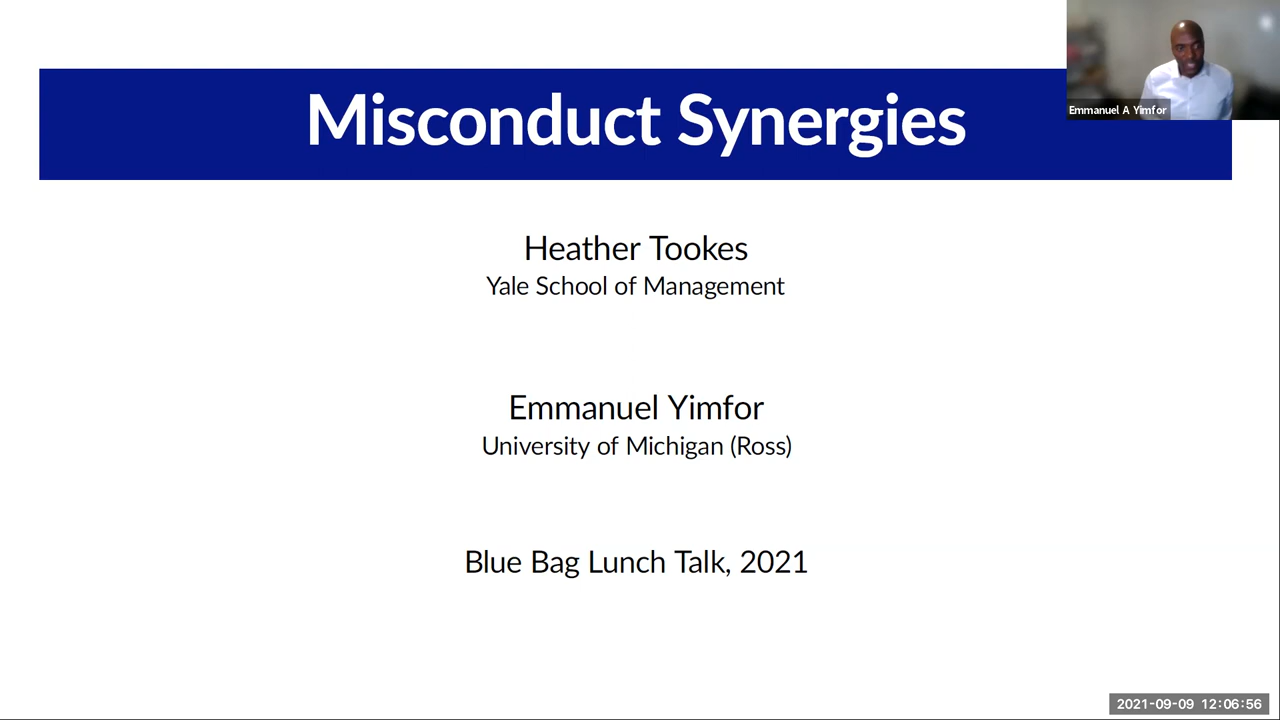 Misconduct Synergies
Emmanuel A Yimfor
Heather Tookes
Yale School of Management
Emmanuel Yimfor
University of Michigan (Ross)
Blue Bag Lunch Talk, 2021
2021-09-09 12:06:56